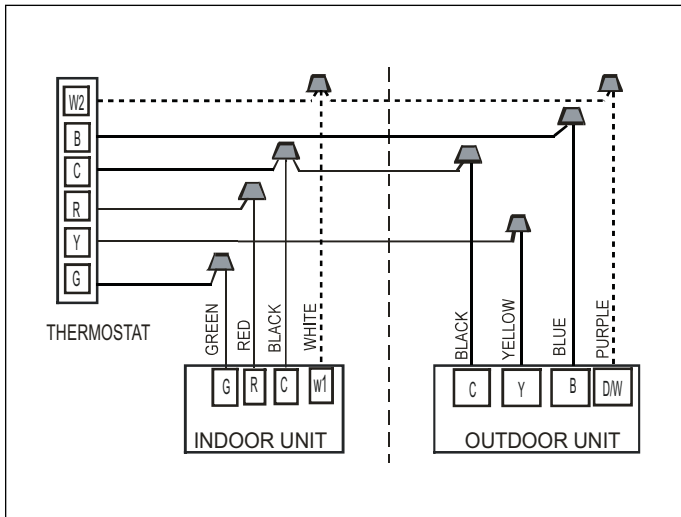 W2
B
C
R
Y
G
THERMOSTAT
GREEN
RED
BLACK
WHITE
BLACK
YELLOW
BLUE
PURPLE
G R C w1
INDOOR UNIT
C Y B D/W
OUTDOOR UNIT